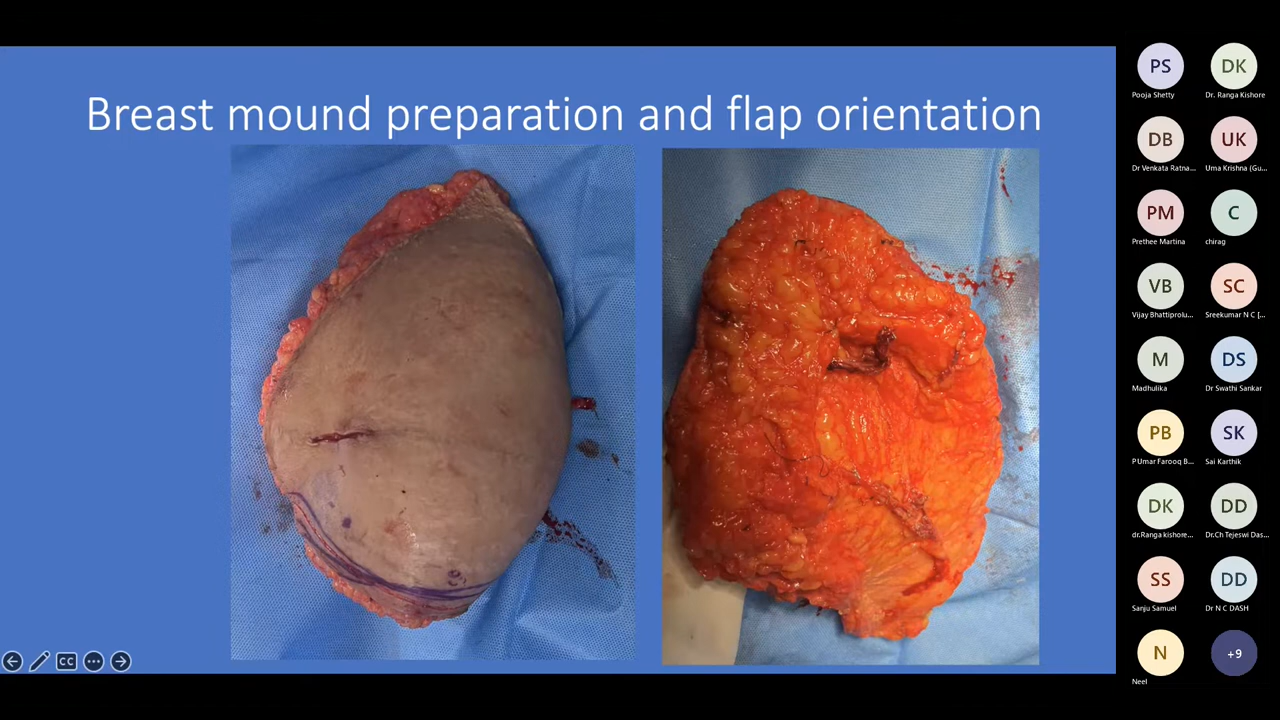 Breast mound preparation and flap orientation
PS
DK
Pooja Shetty
Dr. Ranga Kishore
DB
UK
Dr Venkata Ratna...
Uma Krishna (Gu...
PM
C
Prethee Martina
chirag
VB
SC
Vijay Bhattiprolu...
Sreekumar N C [...
M
DS
Madhulika
Dr Swathi Sankar
PB
SK
P Umar Farooq B...
Sai Karthik
DK
DD
dr.Ranga kishore...
Dr.Ch Tejeswi Das...
SS
DD
Sanju Samuel
Dr N C DASH
N
+9
Neel
CC